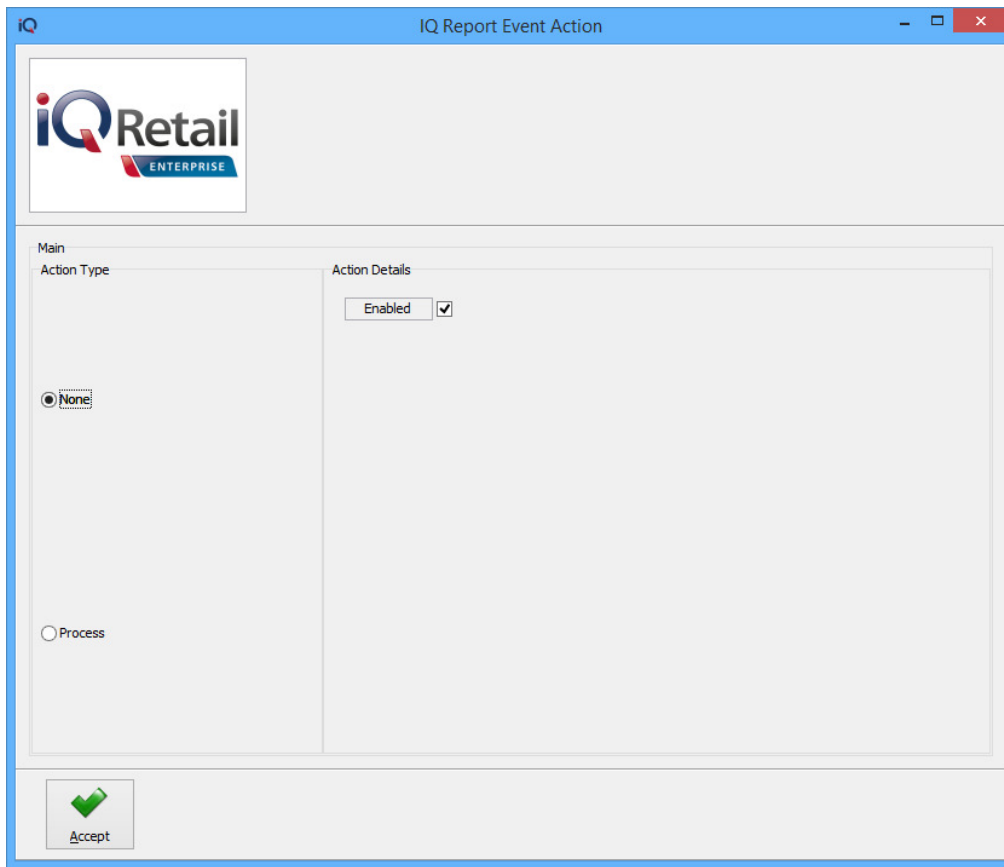 iQ
IQ Report Event Action
iQ Retail
ENTERPRISE
Main
Action Type
Action Details
Enabled
None
Process
Accept